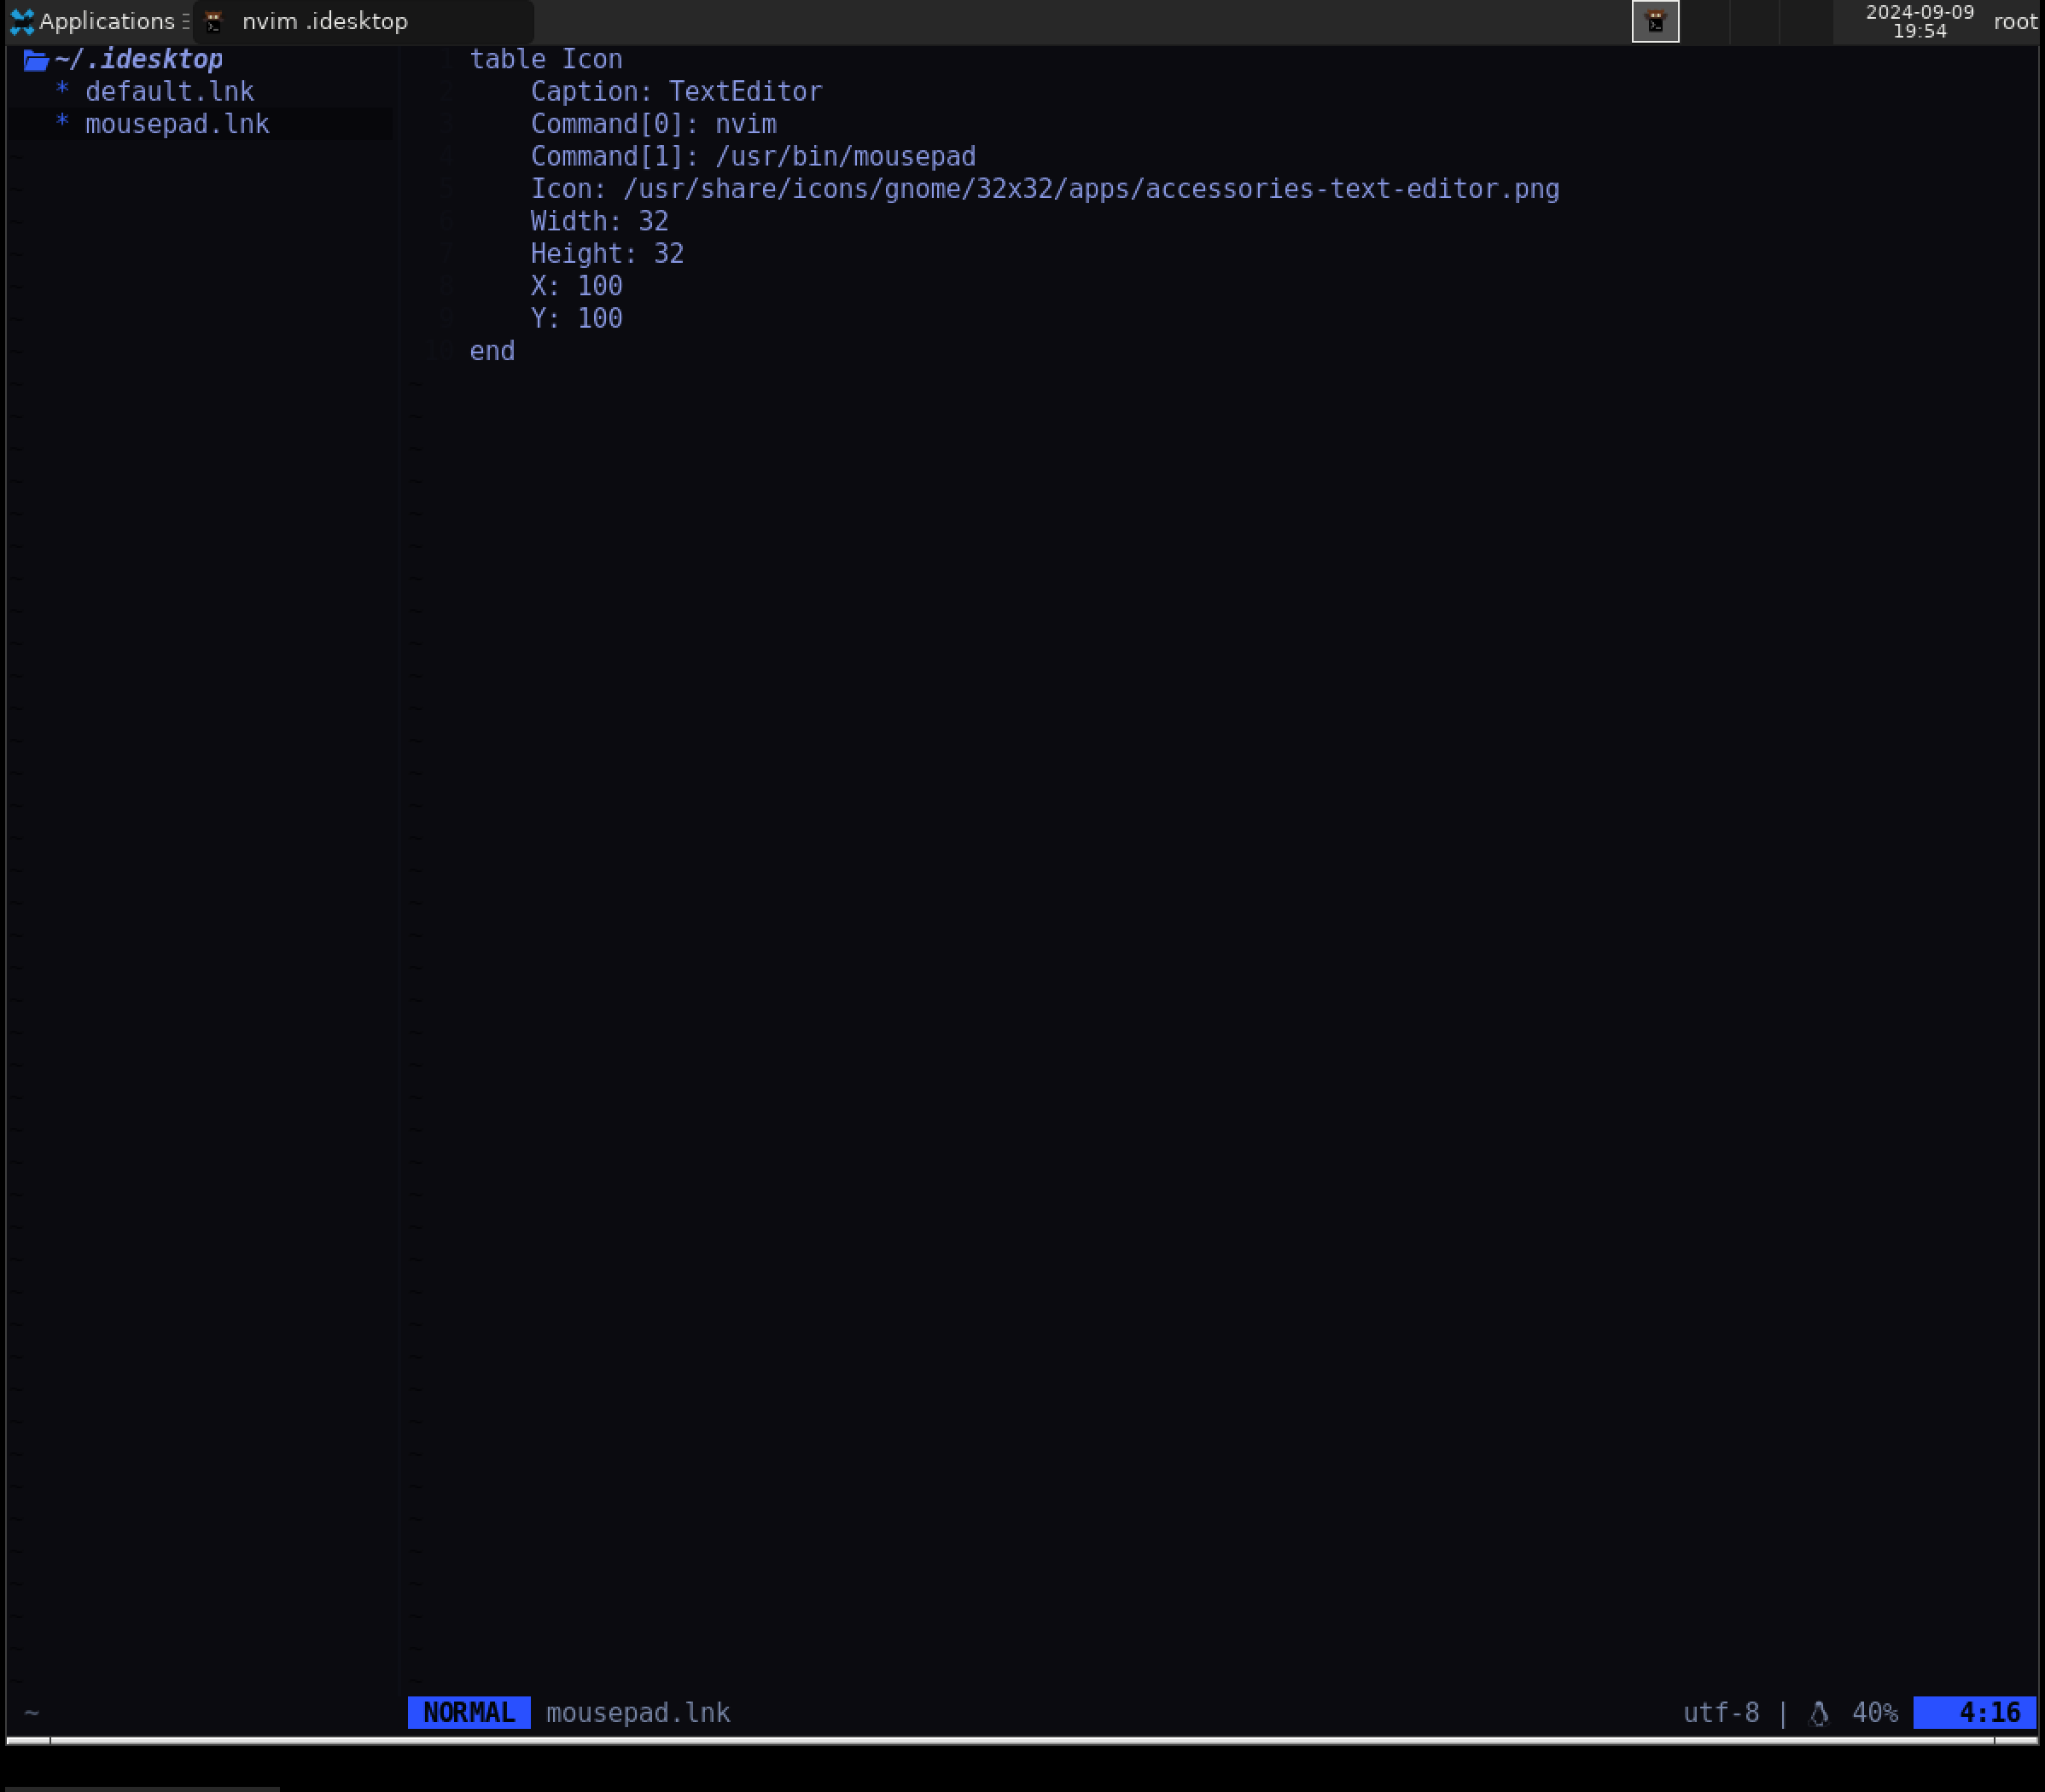 Applications
nvim .idesktop
2024-09-09
19:54
root
~/.idesktop
* default.lnk
* mousepad.lnk
table Icon
Caption: TextEditor
Command[0]: nvim
Command[1]: /usr/bin/mousepad
Icon: /usr/share/icons/gnome/32x32/apps/accessories-text-editor.png
Width: 32
Height: 32
X: 100
Y: 100
end
~
NORMAL mousepad.lnk
utf-8 | 40% 4:16